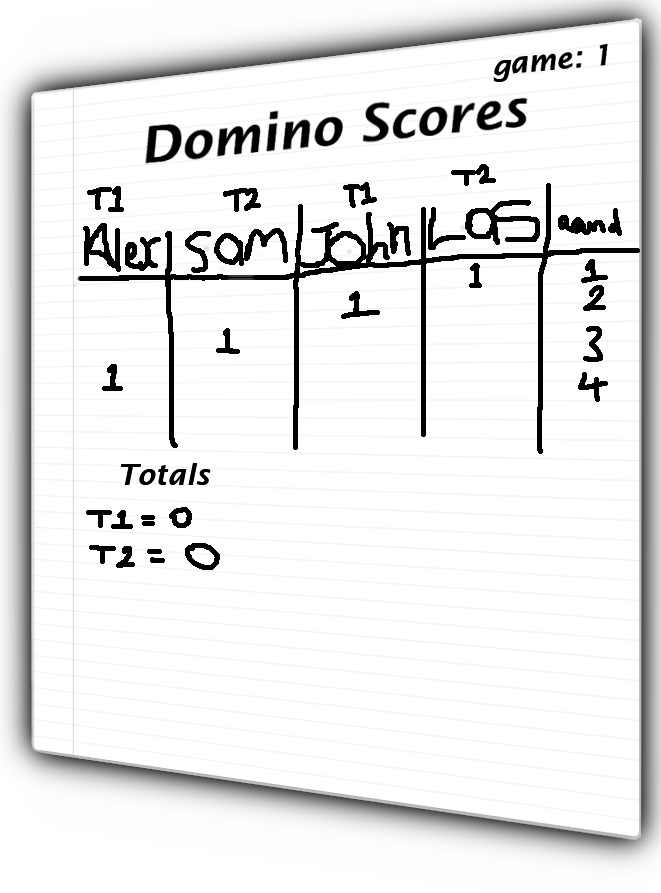 game: 1
Domino Scores
T1 T2 T1 T2
Alex Sam John Las round
1 1
1 2
1 3
1 4
Totals
T1 = 0
T2 = 0